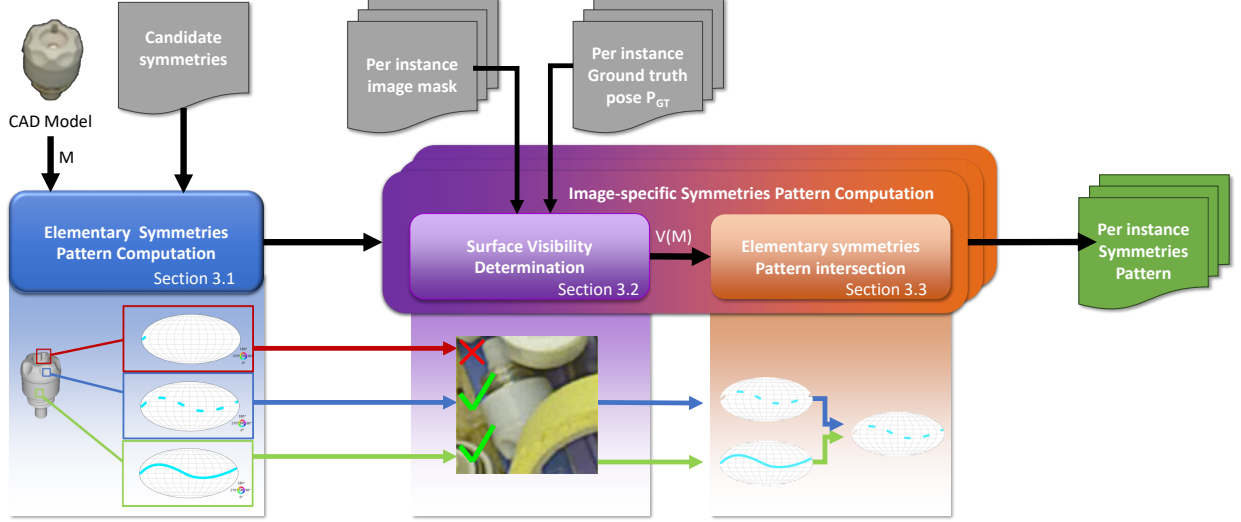 Candidate
symmetries
Per instance
image mask
Per instance
Ground truth
pose P_GT
CAD Model
M
Image-specific Symmetries Pattern Computation
Elementary Symmetries
Pattern Computation
Section 3.1
Surface Visibility
Determination
Section 3.2
V(M)
Elementary symmetries
Pattern intersection
Section 3.3
Per instance
Symmetries
Pattern